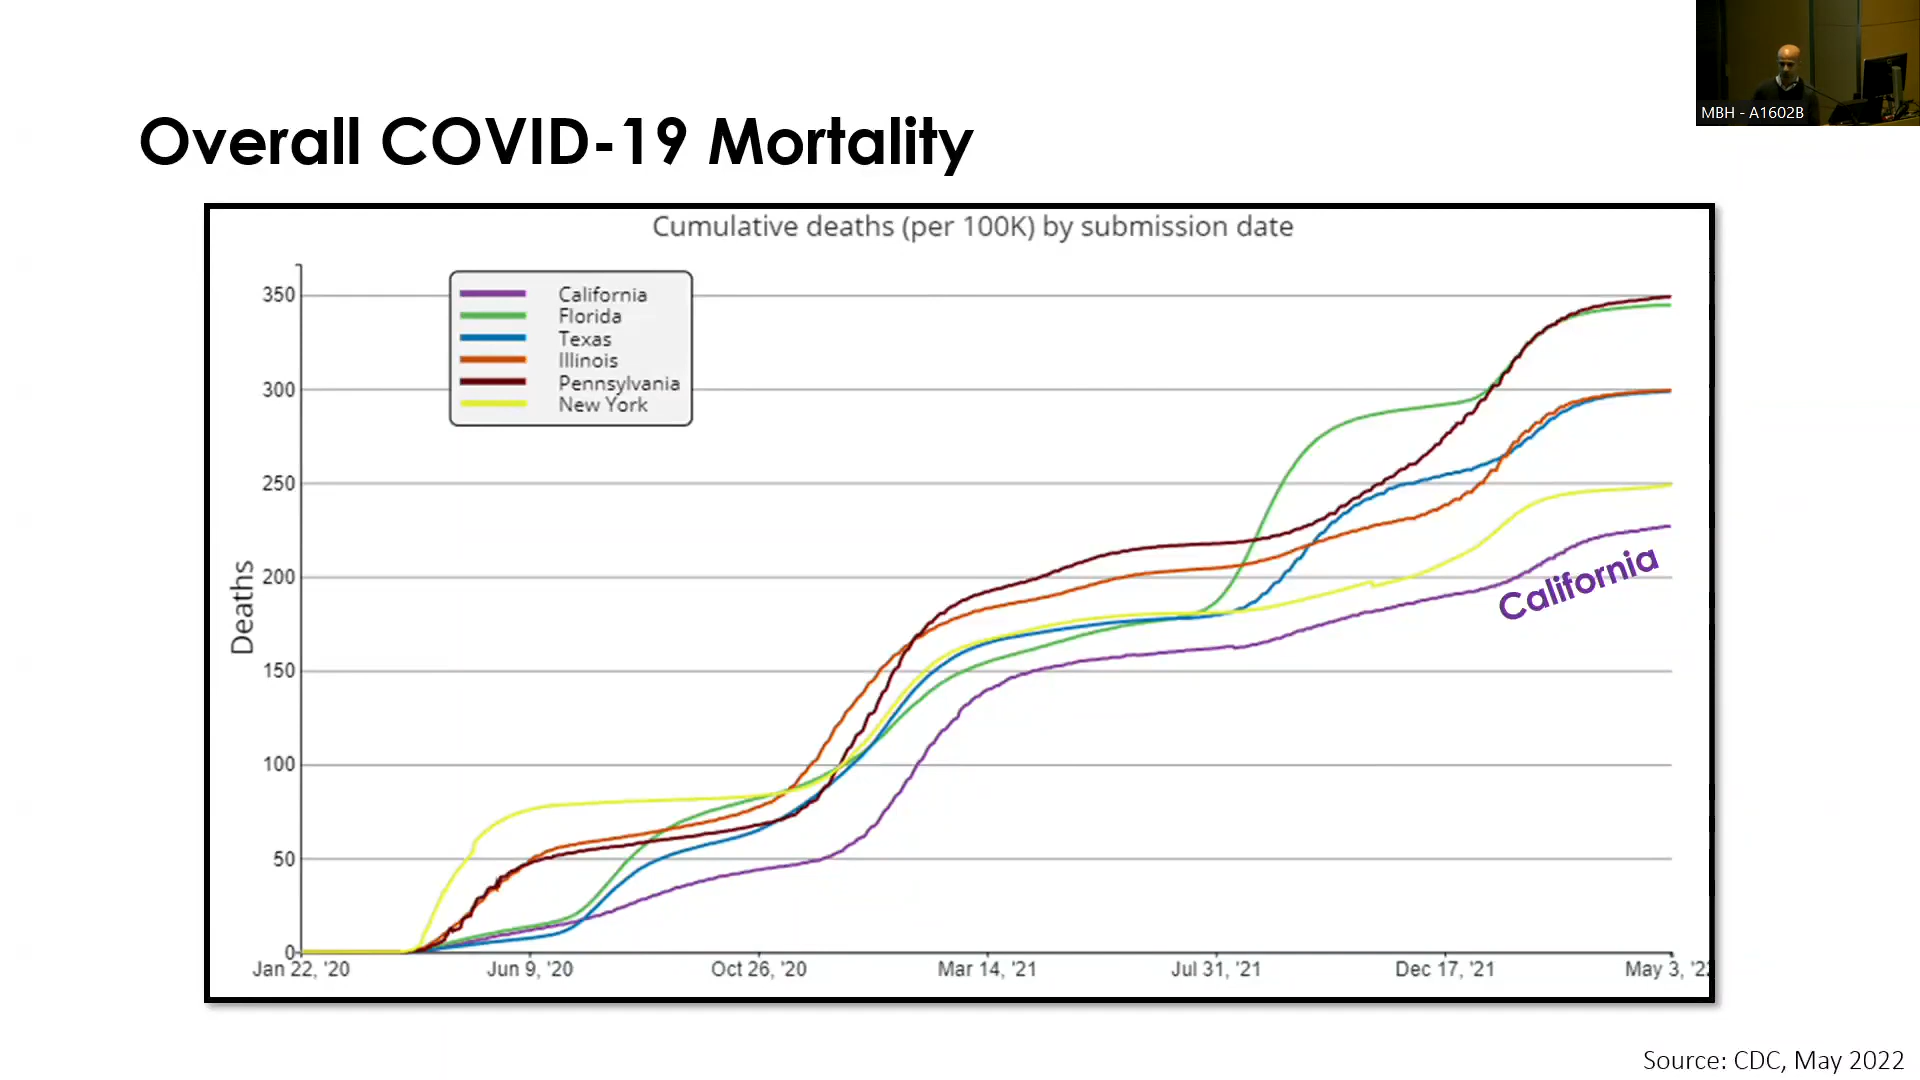 MBH - A1602B
Overall COVID-19 Mortality
Cumulative deaths (per 100K) by submission date
California
Florida
Texas
Illinois
Pennsylvania
New York
Deaths
350
300
250
200
150
100
50
0
Jan 22, '20
Jun 9, '20
Oct 26, '20
Mar 14, '21
Jul 31, '21
Dec 17, '21
May 3, '22
California
Source: CDC, May 2022